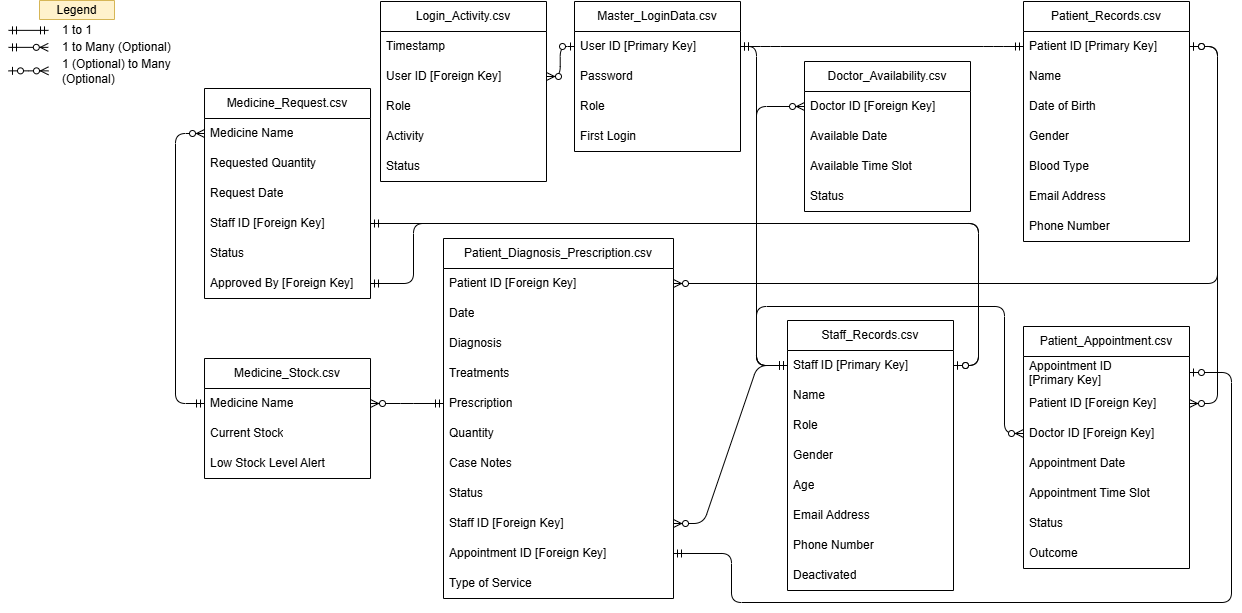 Legend
1 to 1
1 to Many (Optional)
1 (Optional) to Many
(Optional)
Login_Activity.csv
Timestamp
User ID [Foreign Key]
Role
Activity
Status
Master_LoginData.csv
User ID [Primary Key]
Password
Role
First Login
Doctor_Availability.csv
Doctor ID [Foreign Key]
Available Date
Available Time Slot
Status
Patient_Records.csv
Patient ID [Primary Key]
Name
Date of Birth
Gender
Blood Type
Email Address
Phone Number
Medicine_Request.csv
Medicine Name
Requested Quantity
Request Date
Staff ID [Foreign Key]
Status
Approved By [Foreign Key]
Medicine_Stock.csv
Medicine Name
Current Stock
Low Stock Level Alert
Patient_Diagnosis_Prescription.csv
Patient ID [Foreign Key]
Date
Diagnosis
Treatments
Prescription
Quantity
Case Notes
Status
Staff ID [Foreign Key]
Appointment ID [Foreign Key]
Type of Service
Staff_Records.csv
Staff ID [Primary Key]
Name
Role
Gender
Age
Email Address
Phone Number
Deactivated
Patient_Appointment.csv
Appointment ID
[Primary Key]
Patient ID [Foreign Key]
Doctor ID [Foreign Key]
Appointment Date
Appointment Time Slot
Status
Outcome